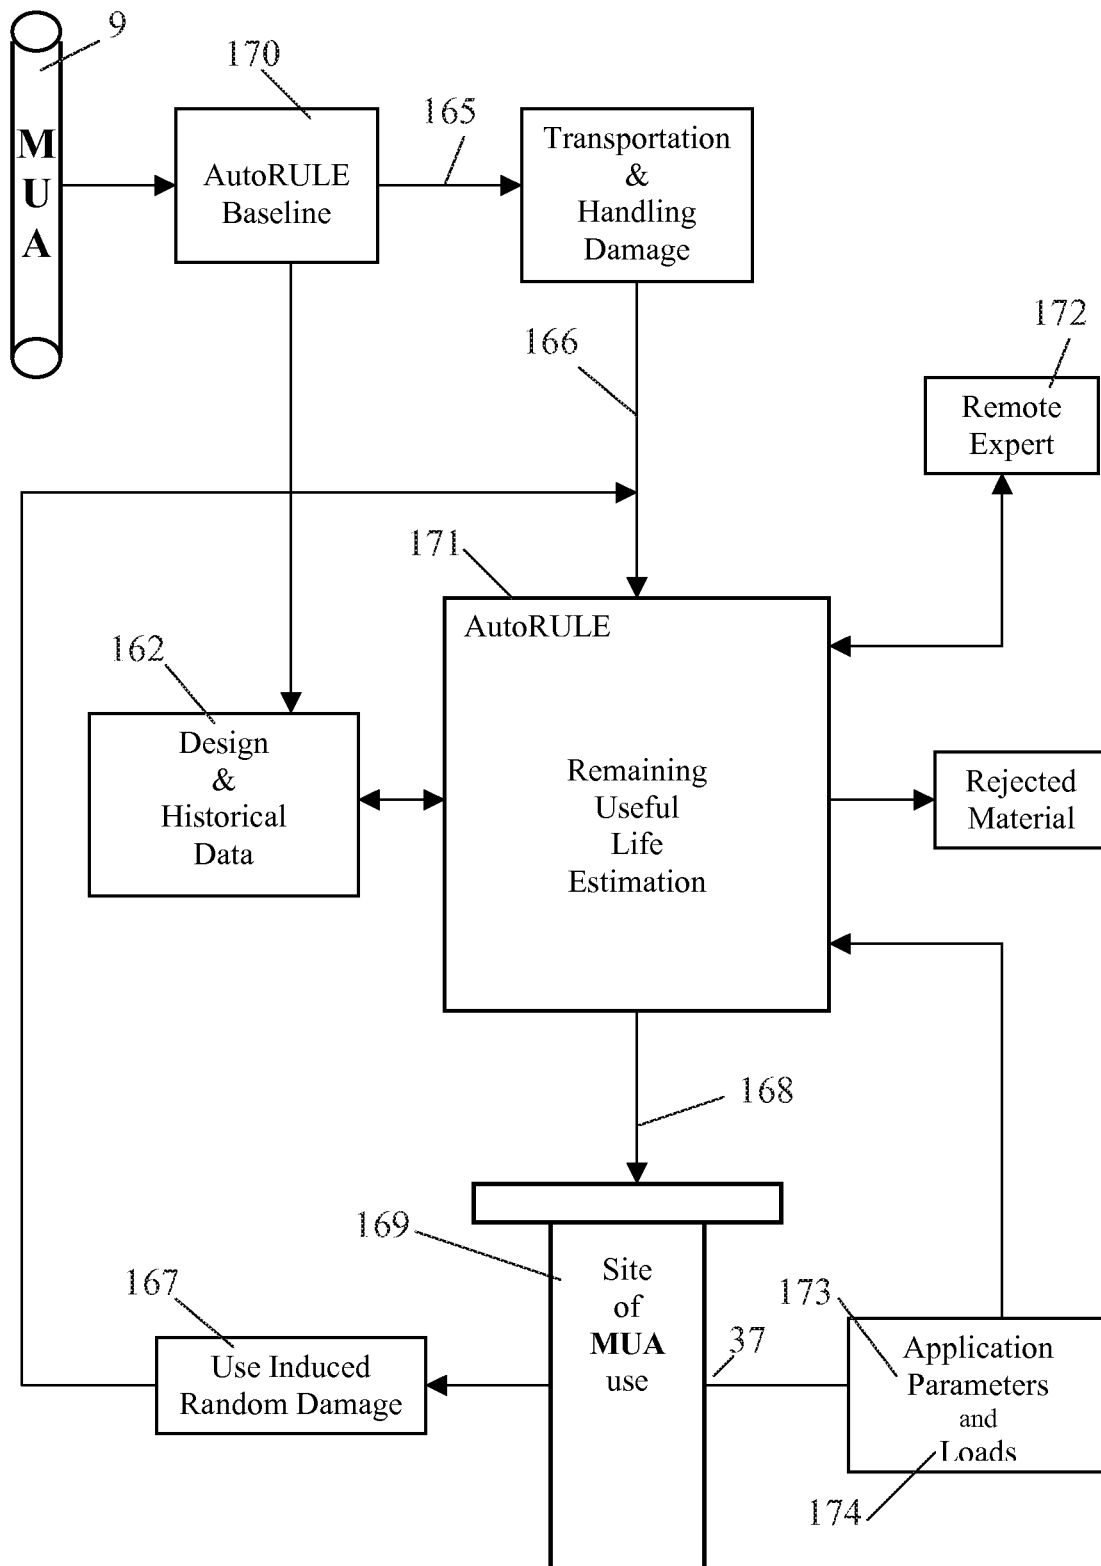 9
170
165
M
U
A
AutoRULE
Baseline
Transportation
&
Handling
Damage
166
172
Remote
Expert
171
AutoRULE
162
Design
&
Historical
Data
Remaining
Useful
Life
Estimation
Rejected
Material
168
169
Site
of
MUA
use
167
Use Induced
Random Damage
37
173
Application
Parameters
and
Loads
174